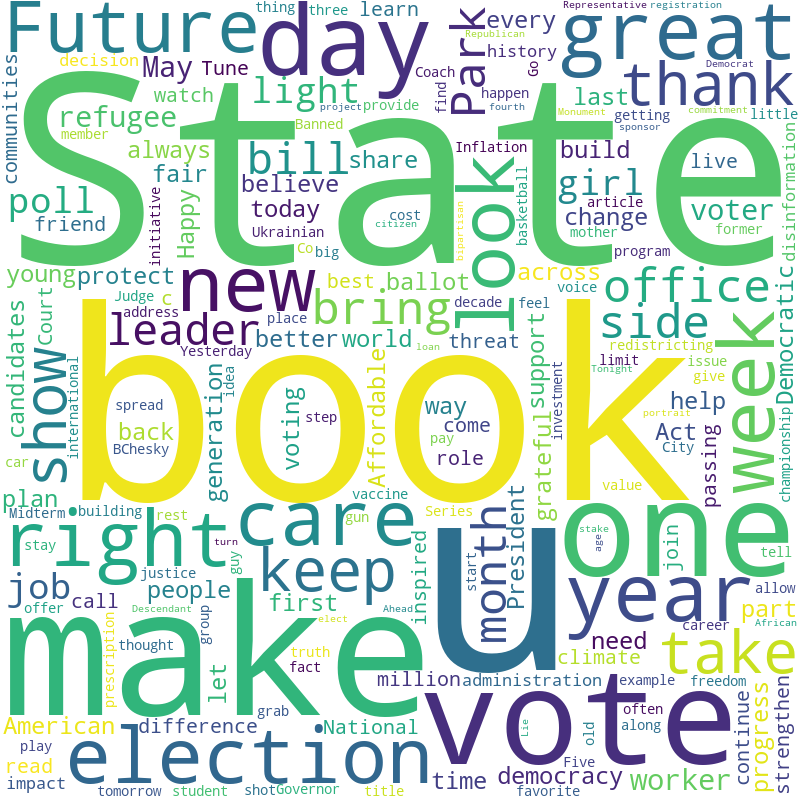 thing
three
learn
Representative
registration
Future
day
great
decision
Republican
every
Democrat
May
Tune
Coach
Park
history
Go
thank
communities
watch
light
project
provide
find
happen
fourth
last
getting
Monument
commitment
little
sponsor
refugee
member
Banned
State
always
bill
share
Inflation
build
live
poll
fair
believe
look
girl
article
voter
friend
initiative
Happy
today
citizen
cost
bipartisan
basketball
change
mother
former
disinformation
Ukrainian
Co
big
program
young
protect
best
ballot
across
voice
office
Judge
c
new
bring
decade
feel
Democratic
candidates
Court
address
leader
place
side
international
Yesterday
better
world
threat
redistricting
limit
issue
show
idea
loan
Tonight
give
week
Affordable
support
investment
championship
generation
book
spread
way
portrait
help
car
back
voting
step
come
Act
BChesky
pay
role
City
passing
plan
vaccine
grateful
value
Midterm
building
rest
care
gun
Series
one
right
turn
stake
join
tell
stay
guy
keep
month
President
start
age
job
justice
people
inspired
u
year
allow
offer
call
Descendant
group
first
Ahead
make
elect
career
part
African
prescription
thought
let
truth
fact
need
take
climate
million
administration
example
freedom
American
difference
grab
National
vote
Lie
old
often
along
continue
progress
strengthen
read
play
election
time
Five
democracy
worker
impact
tomorrow
student
shot
Governor
title
favorite